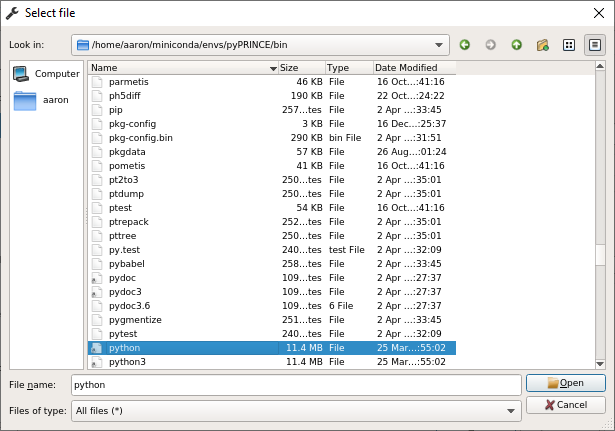 Select file
Look in: /home/aaron/miniconda/envs/pyPRINCE/bin
Computer
aaron
Name Size Type Date Modified
parmetis 46 KB File 16 Oct...:41:16
ph5diff 190 KB File 22 Oct...:24:22
pip 257...tes File 2 Apr ...:33:45
pkg-config 3 KB File 16 Dec...:25:37
pkg-config.bin 290 KB bin File 2 Apr ...:31:51
pkgdata 57 KB File 26 Aug...:01:24
pometis 41 KB File 16 Oct...:41:16
pt2to3 250...tes File 2 Apr ...:35:01
ptdump 250...tes File 2 Apr ...:35:01
ptest 54 KB File 16 Oct...:41:16
ptrepack 252...tes File 2 Apr ...:35:01
pttree 250...tes File 2 Apr ...:35:01
py.test 240...tes test File 2 Apr ...:32:09
pybabel 258...tes File 2 Apr ...:33:45
pydoc 109...tes File 2 Apr ...:27:37
pydoc3 109...tes File 2 Apr ...:27:37
pydoc3.6 109...tes 6 File 2 Apr ...:27:37
pygmentize 251...tes File 2 Apr ...:33:45
pytest 240...tes File 2 Apr ...:32:09
python 11.4 MB File 25 Mar...:55:02
python3 11.4 MB File 25 Mar...:55:02
File name: python Open
Files of type: All files (*) Cancel